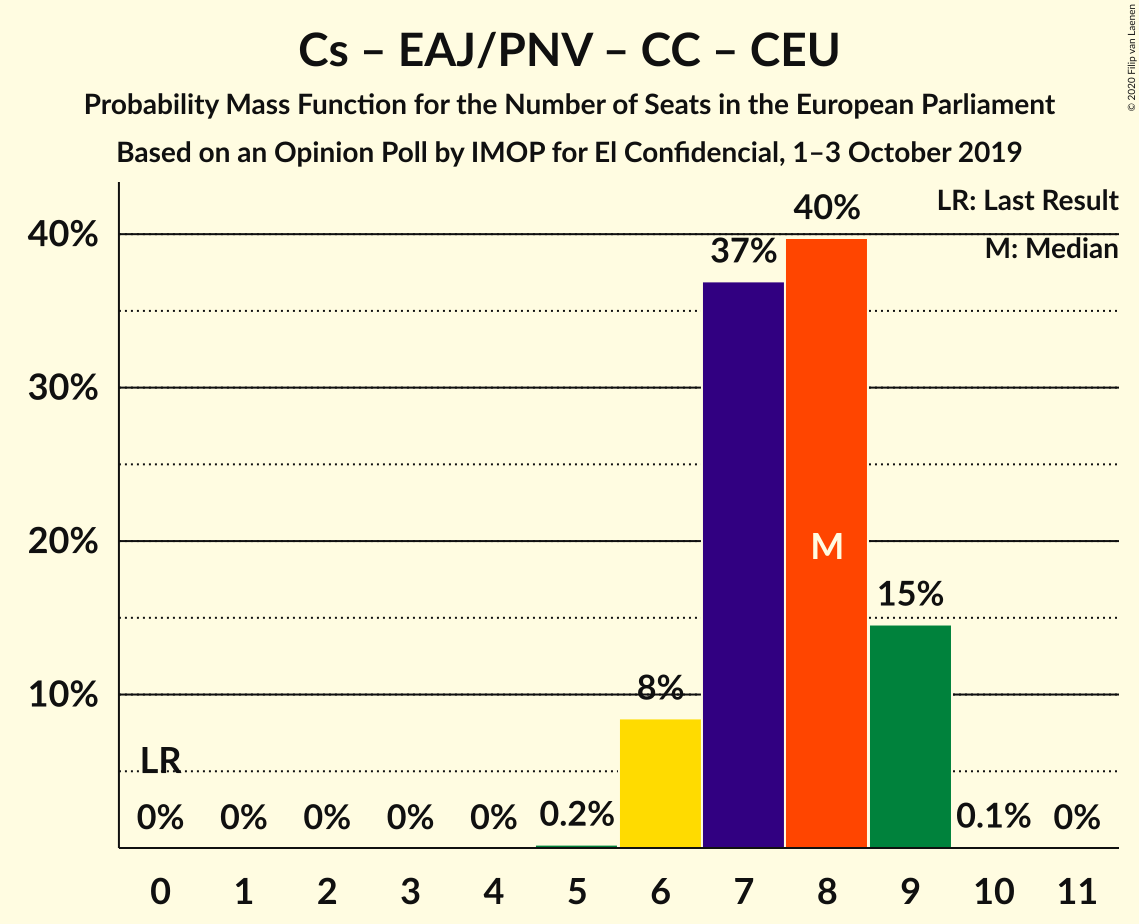 Cs – EAJ/PNV – CC – CEU
Probability Mass Function for the Number of Seats in the European Parliament
Based on an Opinion Poll by IMOP for El Confidencial, 1–3 October 2019
© 2020 Filip van Laenen
LR: Last Result
M: Median
40%
30%
20%
10%
LR
0%
0%
0%
0%
0%
0.2%
8%
37%
40%
M
15%
0.1%
0%
0 1 2 3 4 5 6 7 8 9 10 11